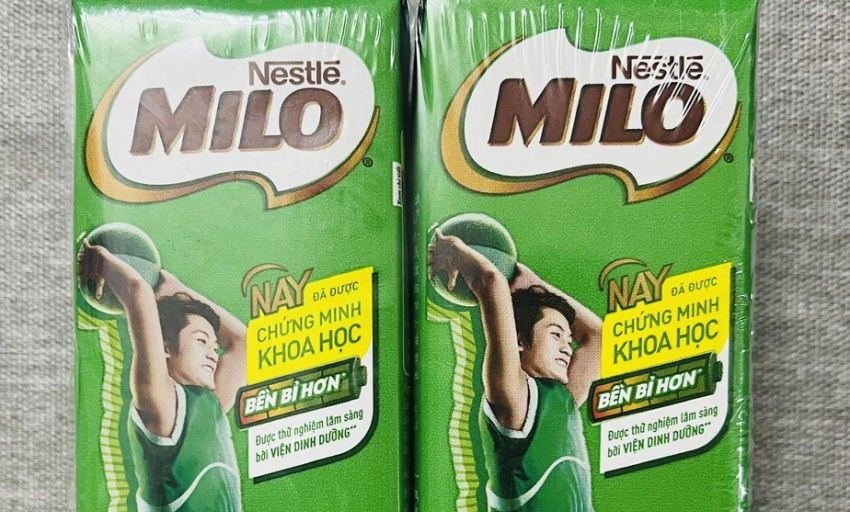 Nestlé®
MILO®
NAY ĐÃ ĐƯỢC
CHỨNG MINH
KHOA HỌC
BỀN BỈ HƠN*
Được thử nghiệm lâm sàng
bởi VIỆN DINH DƯỠNG**
Nestlé®
MILO®
NAY ĐÃ ĐƯỢC
CHỨNG MINH
KHOA HỌC
BỀN BỈ HƠN*
Được thử nghiệm lâm sàng
bởi VIỆN DINH DƯỠNG**